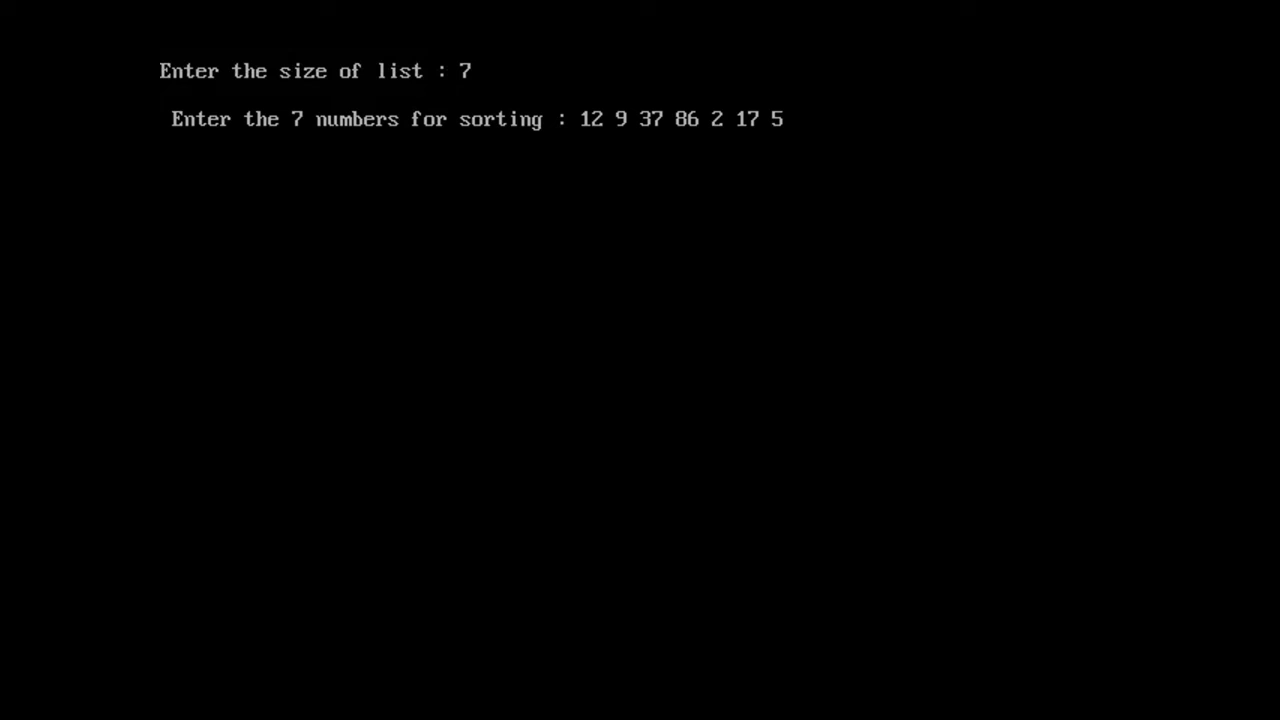 Enter the size of list : 7
Enter the 7 numbers for sorting : 12 9 37 86 2 17 5